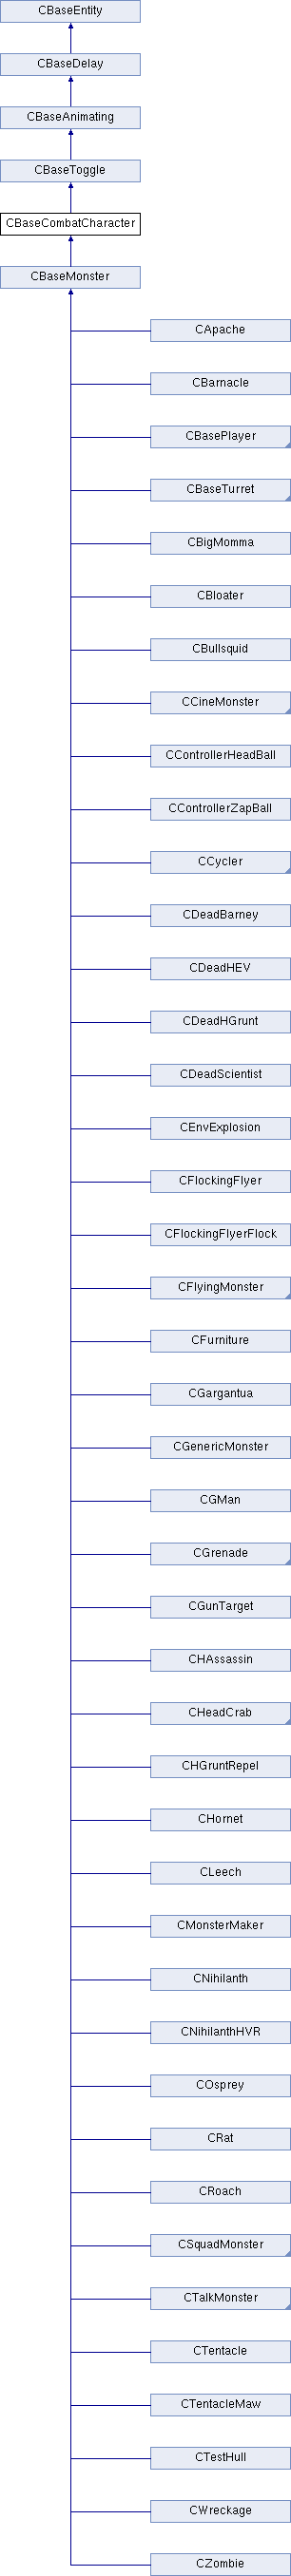 CBaseEntity
CBaseDelay
CBaseAnimating
CBaseToggle
CBaseCombatCharacter
CBaseMonster
CApache
CBarnacle
CBasePlayer
CBaseTurret
CBigMomma
CBloater
CBullsquid
CCineMonster
CControllerHeadBall
CControllerZapBall
CCycler
CDeadBarney
CDeadHEV
CDeadHGrunt
CDeadScientist
CEnvExplosion
CFlockingFlyer
CFlockingFlyerFlock
CFlyingMonster
CFurniture
CGargantua
CGenericMonster
CGMan
CGrenade
CGunTarget
CHAssassin
CHeadCrab
CHGruntRepel
CHornet
CLeech
CMonsterMaker
CNihilanth
CNihilanthHVR
COsprey
CRat
CRoach
CSquadMonster
CTalkMonster
CTentacle
CTentacleMaw
CTestHull
CWreckage
CZombie